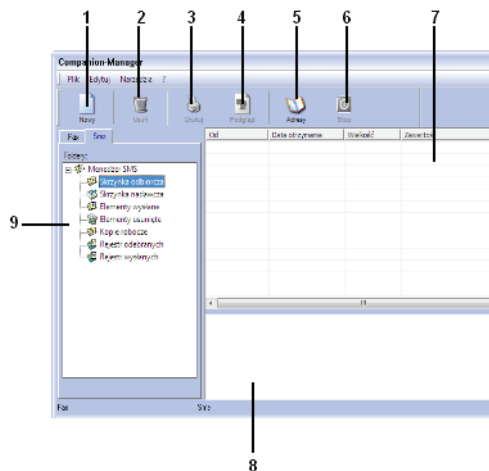 1 2 3 4 5 6 7
Companion-Manager
Plik Edytuj Narzędzia ?
Nowy Usuń Drukuj Podgląd Adresy Stop
Fax Sms
Foldery:
Menedżer SMS
Skrzynka odbiorcza
Skrzynka nadawcza
Elementy wysłane
Elementy usunięte
Kopie robocze
Rejestr odebranych
Rejestr wysłanych
Od Data otrzymania Wielkość Zawartość
9
Fax Sms
8